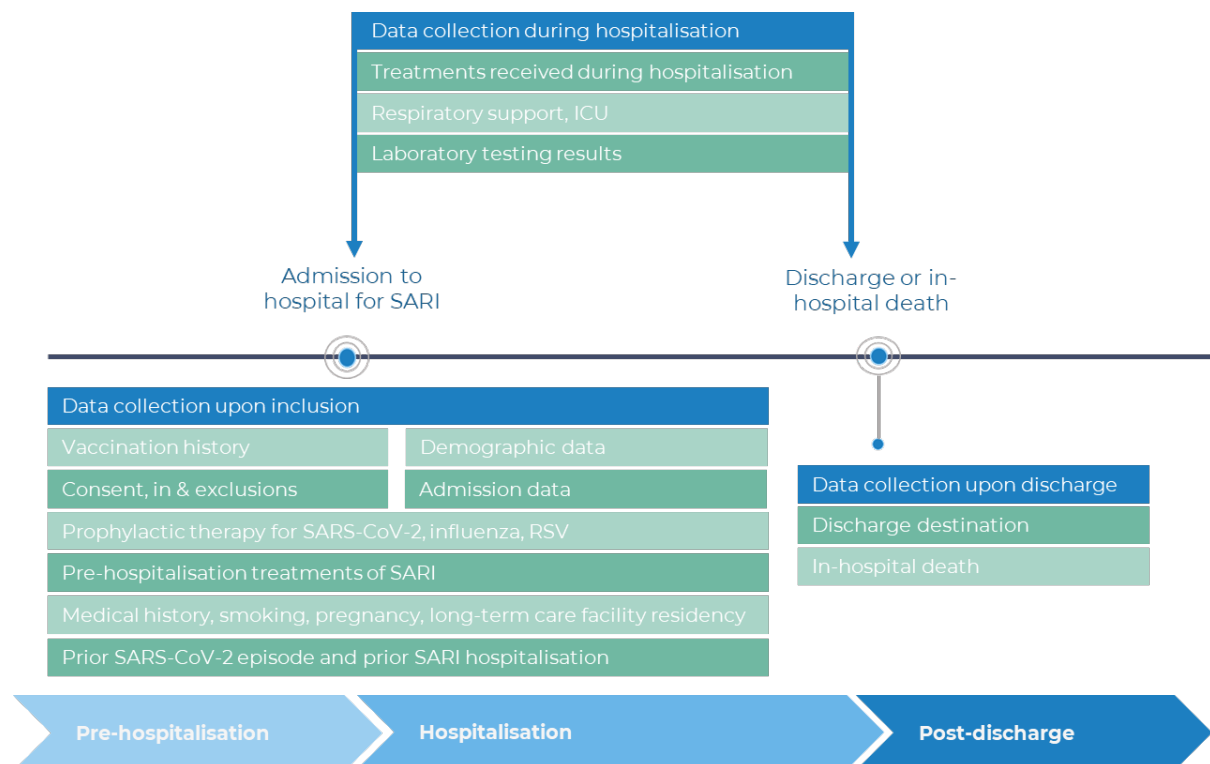 Data collection during hospitalisation
Treatments received during hospitalisation
Respiratory support, ICU
Laboratory testing results
Admission to
hospital for SARI
Discharge or in-
hospital death
Data collection upon inclusion
Vaccination history
Demographic data
Consent, in & exclusions
Admission data
Prophylactic therapy for SARS-CoV-2, influenza, RSV
Pre-hospitalisation treatments of SARI
Medical history, smoking, pregnancy, long-term care facility residency
Prior SARS-CoV-2 episode and prior SARI hospitalisation
Data collection upon discharge
Discharge destination
In-hospital death
Pre-hospitalisation
Hospitalisation
Post-discharge